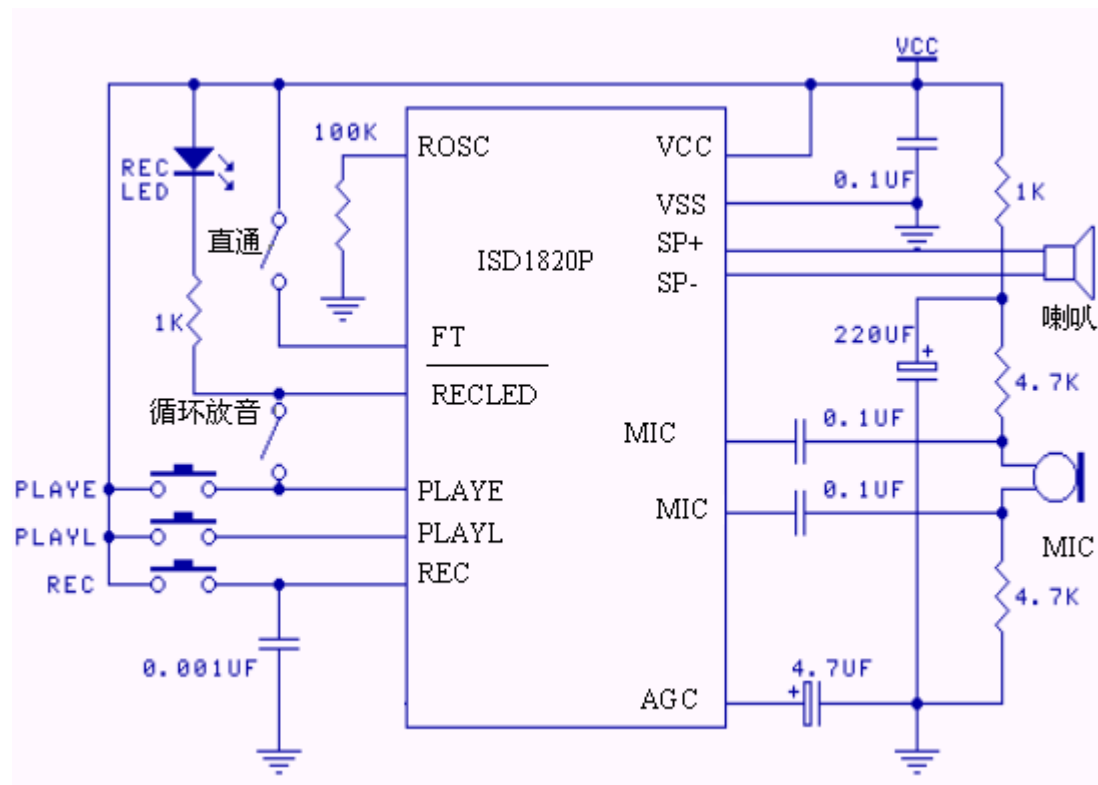 VCC
100K
ROSC
VCC
REC
LED
0.1UF
1K
VSS
直通
SP+
ISD1820P
SP-
喇叭
1K
FT
220UF
+
4.7K
RECLED
循环放音
0.1UF
MIC
PLAYE
PLAYE
0.1UF
MIC
PLAYL
PLAYL
MIC
REC
REC
4.7K
0.001UF
4.7UF
+
AGC